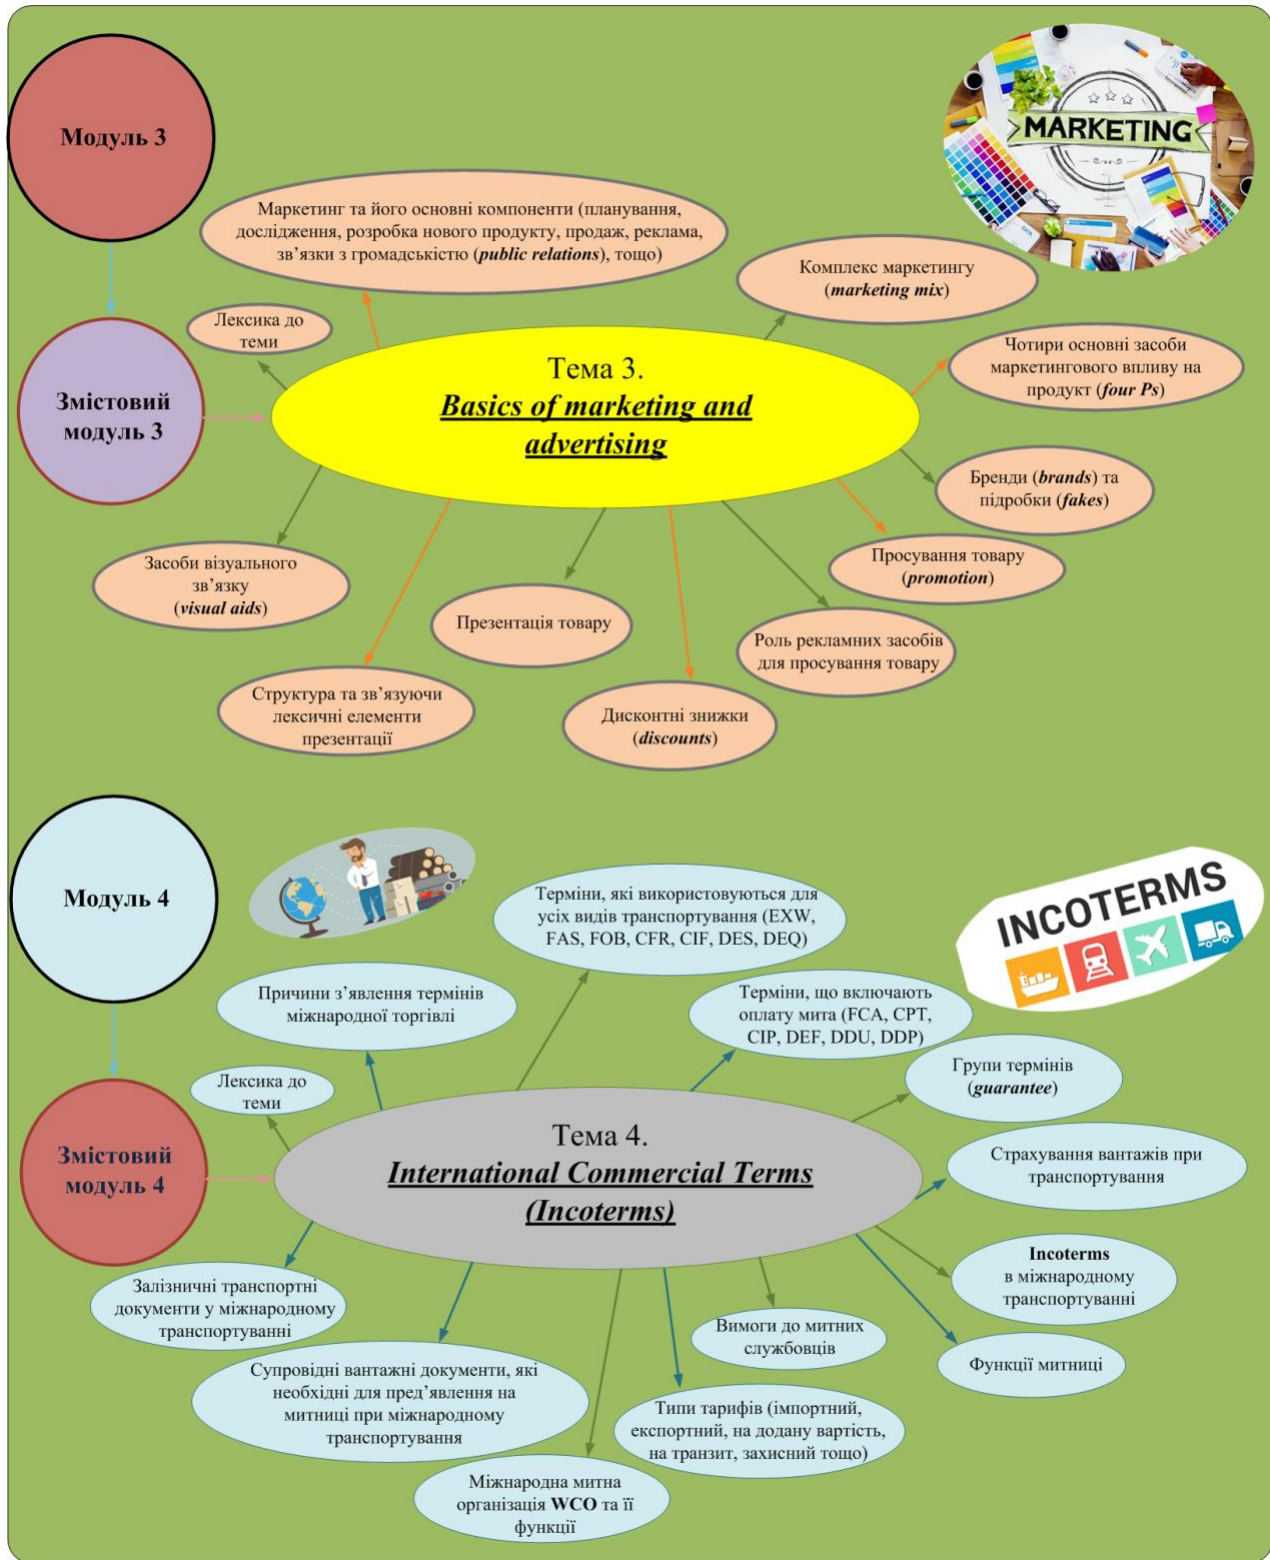 Модуль 3
MARKETING
Маркетинг та його основні компоненти (планування,
дослідження, розробка нового продукту, продаж, реклама,
зв’язки з громадськістю (public relations), тощо)
Комплекс маркетингу
(marketing mix)
Лексика до
теми
Чотири основні засоби
маркетингового впливу на
продукт (four Ps)
Змістовий
модуль 3
Тема 3.
Basics of marketing and
advertising
Бренди (brands) та
підробки (fakes)
Просування товару
(promotion)
Засоби візуального
зв’язку
(visual aids)
Презентація товару
Роль рекламних засобів
для просування товару
Структура та зв’язуючи
лексичні елементи
презентації
Дисконтні знижки
(discounts)
Модуль 4
INCOTERMS
Терміни, які використовуються для
усіх видів транспортування (EXW,
FAS, FOB, CFR, CIF, DES, DEQ)
Причини з’явлення термінів
міжнародної торгівлі
Терміни, що включають
оплату мита (FCA, CPT,
CIP, DEF, DDU, DDP)
Лексика до
теми
Групи термінів
(guarantee)
Змістовий
модуль 4
Тема 4.
International Commercial Terms
(Incoterms)
Страхування вантажів при
транспортування
Incoterms
в міжнародному
транспортуванні
Залізничні транспортні
документи у міжнародному
транспортуванні
Вимоги до митних
службовців
Функції митниці
Супровідні вантажні документи, які
необхідні для пред’явлення на
митниці при міжнародному
транспортування
Типи тарифів (імпортний,
експортний, на додану вартість,
на транзит, захисний тощо)
Міжнародна митна
організація WCO та її
функції